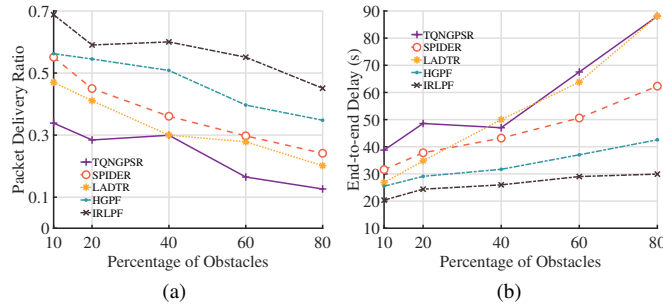 0.7
0.5
0.3
0.1
0
Packet Delivery Ratio
TQNGPSR
SPIDER
LADTR
HGPF
IRLPF
10 20 40 60 80
Percentage of Obstacles
(a)
90
80
70
60
50
40
30
20
10
End-to-end Delay (s)
TQNGPSR
SPIDER
LADTR
HGPF
IRLPF
10 20 40 60 80
Percentage of Obstacles
(b)